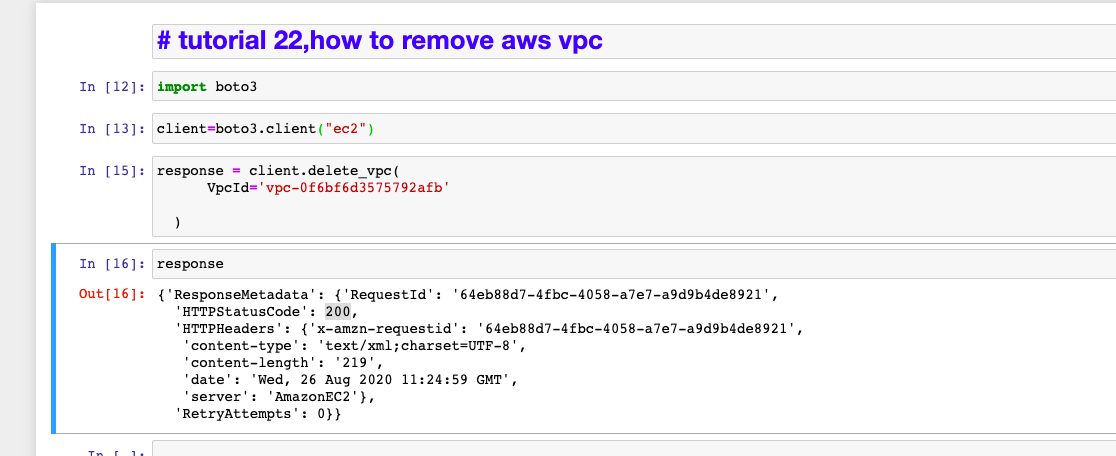 # tutorial 22,how to remove aws vpc
In [12]: import boto3
In [13]: client=boto3.client("ec2")
In [15]: response = client.delete_vpc(
VpcId='vpc-0f6bf6d3575792afb'
)
In [16]: response
Out[16]: {'ResponseMetadata': {'RequestId': '64eb88d7-4fbc-4058-a7e7-a9d9b4de8921',
'HTTPStatusCode': 200,
'HTTPHeaders': {'x-amzn-requestid': '64eb88d7-4fbc-4058-a7e7-a9d9b4de8921',
'content-type': 'text/xml;charset=UTF-8',
'content-length': '219',
'date': 'Wed, 26 Aug 2020 11:24:59 GMT',
'server': 'AmazonEC2'},
'RetryAttempts': 0}}
In [ ]: